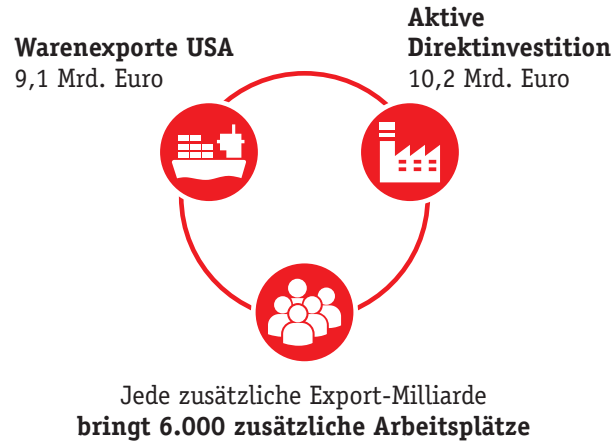 Warenexporte USA
9,1 Mrd. Euro
Aktive
Direktinvestition
10,2 Mrd. Euro
Jede zusätzliche Export-Milliarde
bringt 6.000 zusätzliche Arbeitsplätze